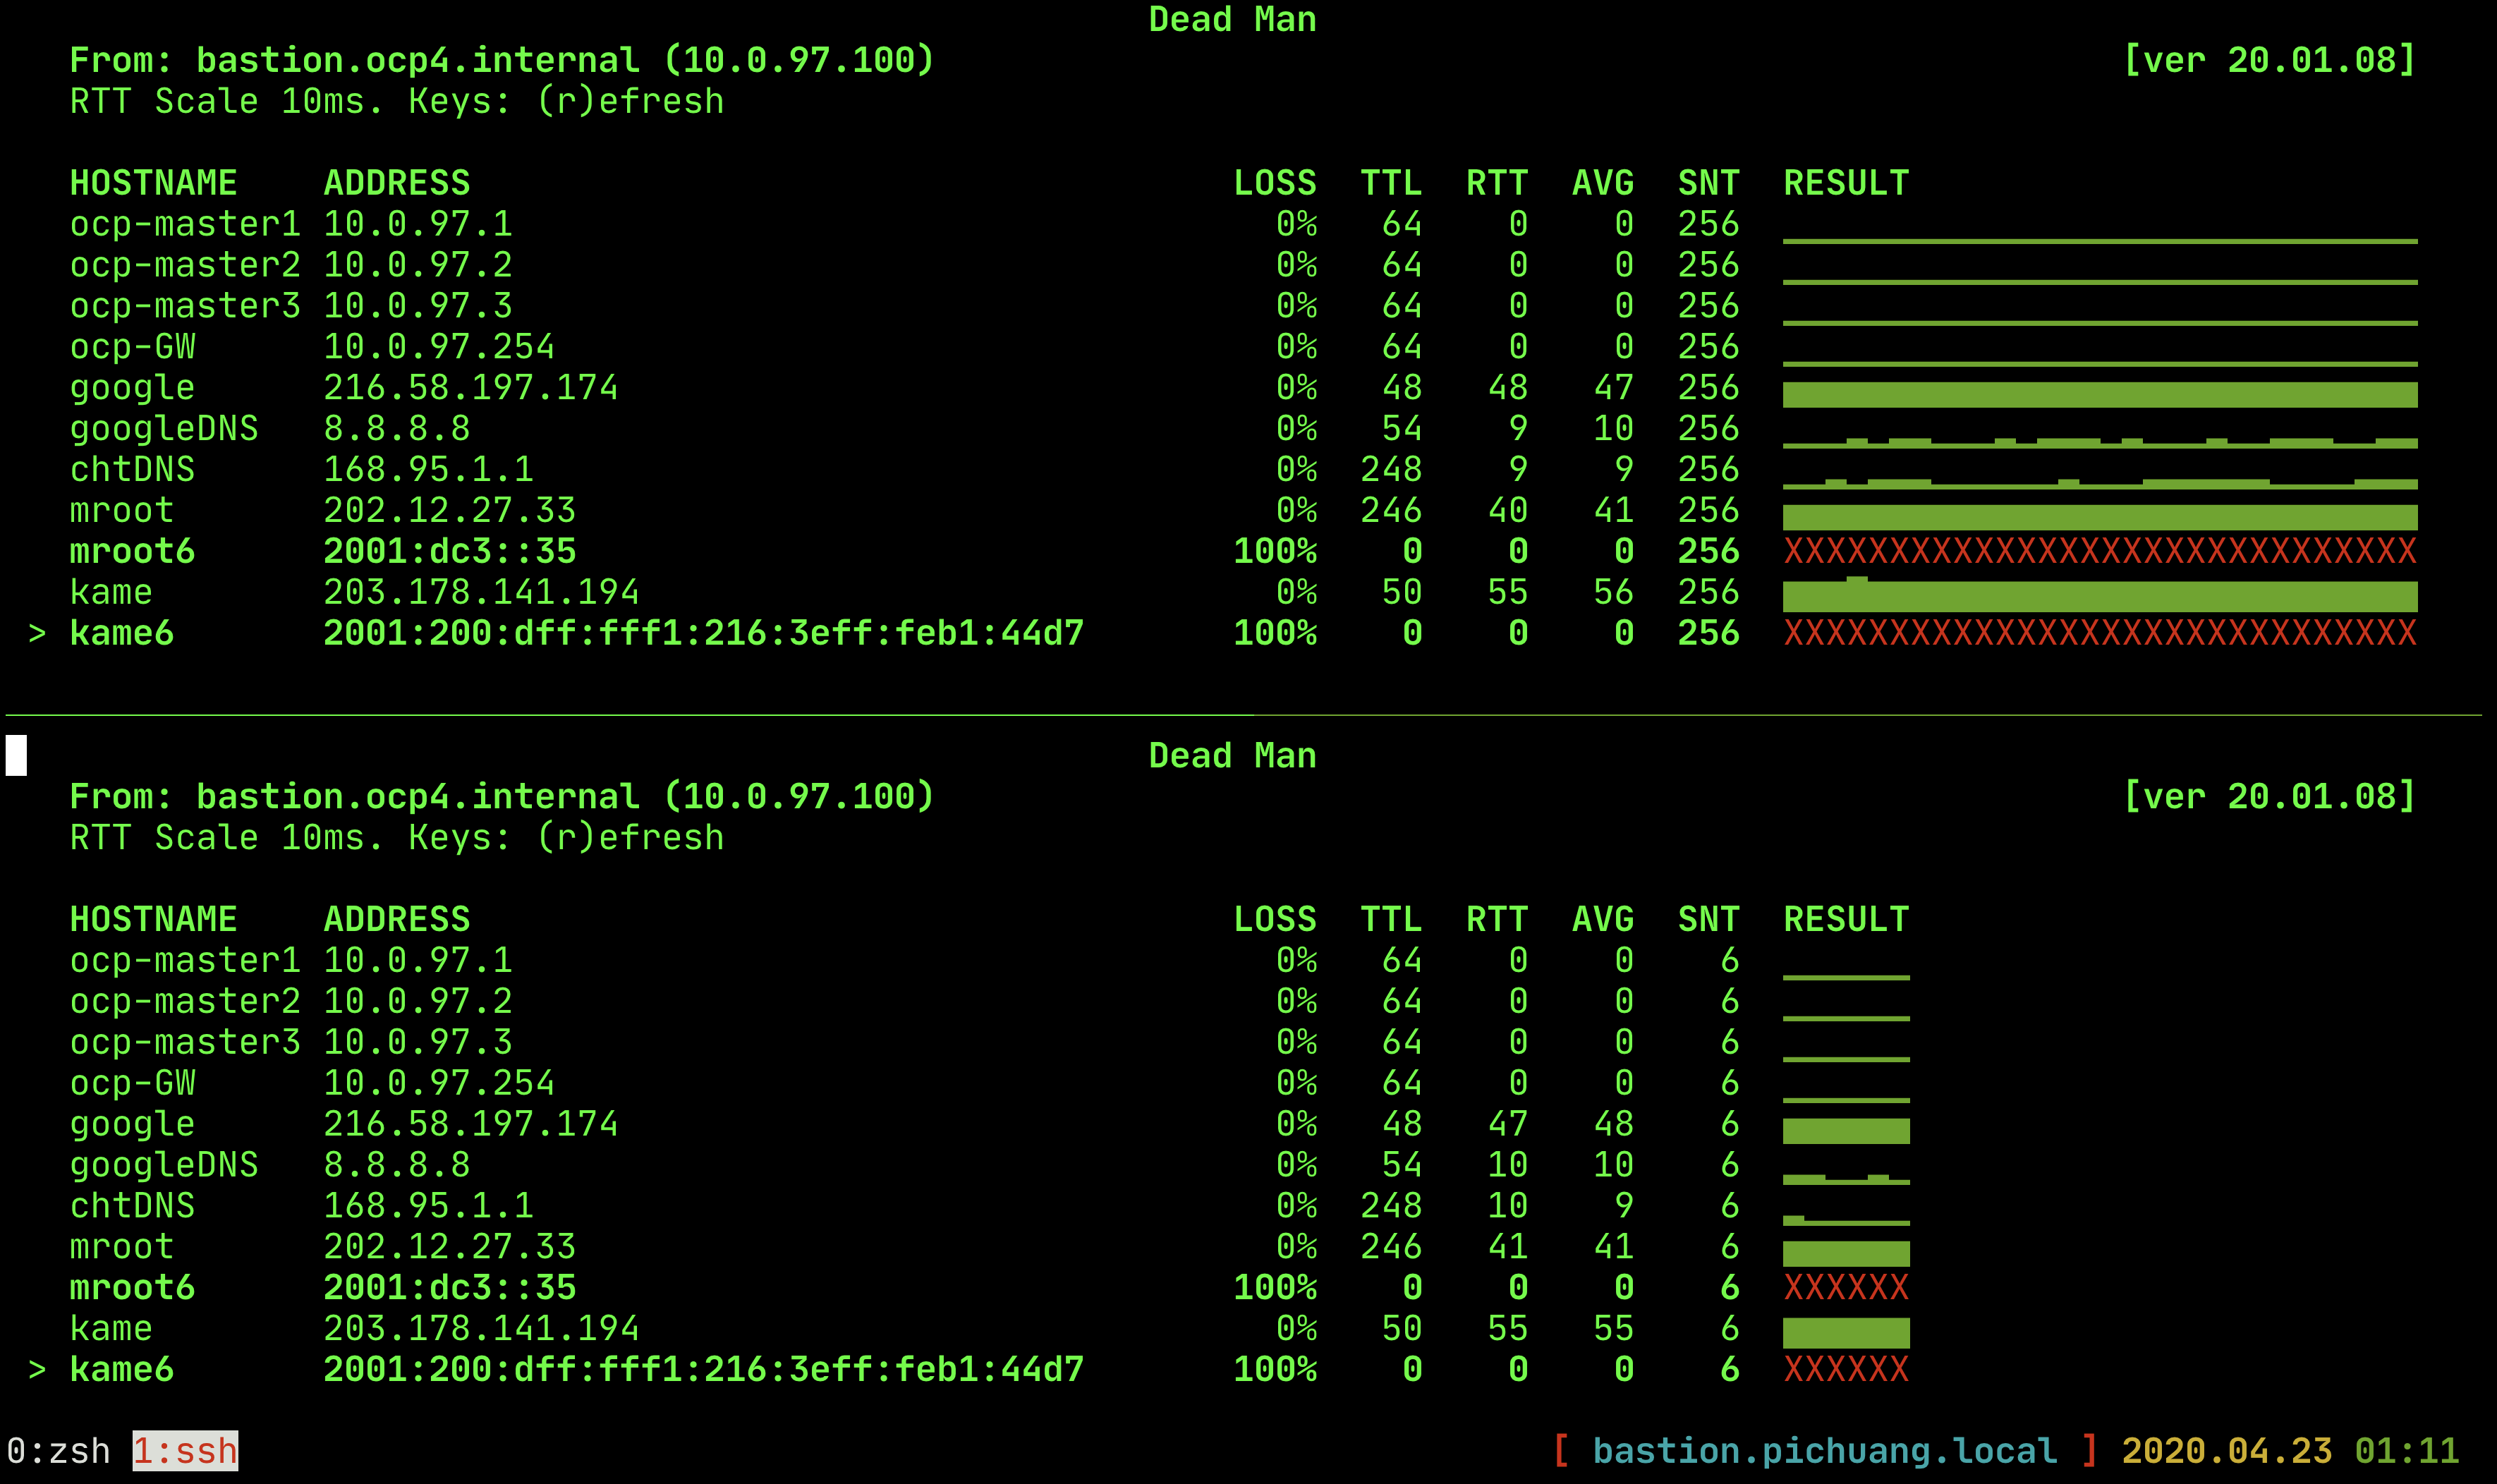 Dead Man
From: bastion.ocp4.internal (10.0.97.100) [ver 20.01.08]
RTT Scale 10ms. Keys: (r)efresh
HOSTNAME ADDRESS LOSS TTL RTT AVG SNT RESULT
ocp-master1 10.0.97.1 0% 64 0 0 256
ocp-master2 10.0.97.2 0% 64 0 0 256
ocp-master3 10.0.97.3 0% 64 0 0 256
ocp-GW 10.0.97.254 0% 64 0 0 256
google 216.58.197.174 0% 48 48 47 256
googleDNS 8.8.8.8 0% 54 9 10 256
chtDNS 168.95.1.1 0% 248 9 9 256
mroot 202.12.27.33 0% 246 40 41 256
mroot6 2001:dc3::35 100% 0 0 0 256 XXXXXXXXXXXXXXXXXXXXXXXXXXXXXX
kame 203.178.141.194 0% 50 55 56 256
> kame6 2001:200:dff:fff1:216:3eff:feb1:44d7 100% 0 0 0 256 XXXXXXXXXXXXXXXXXXXXXXXXXXXXXX
Dead Man
From: bastion.ocp4.internal (10.0.97.100) [ver 20.01.08]
RTT Scale 10ms. Keys: (r)efresh
HOSTNAME ADDRESS LOSS TTL RTT AVG SNT RESULT
ocp-master1 10.0.97.1 0% 64 0 0 6
ocp-master2 10.0.97.2 0% 64 0 0 6
ocp-master3 10.0.97.3 0% 64 0 0 6
ocp-GW 10.0.97.254 0% 64 0 0 6
google 216.58.197.174 0% 48 47 48 6
googleDNS 8.8.8.8 0% 54 10 10 6
chtDNS 168.95.1.1 0% 248 10 9 6
mroot 202.12.27.33 0% 246 41 41 6
mroot6 2001:dc3::35 100% 0 0 0 6 XXXXXX
kame 203.178.141.194 0% 50 55 55 6
> kame6 2001:200:dff:fff1:216:3eff:feb1:44d7 100% 0 0 0 6 XXXXXX
0:zsh 1:ssh [ bastion.pichuang.local ] 2020.04.23 01:11